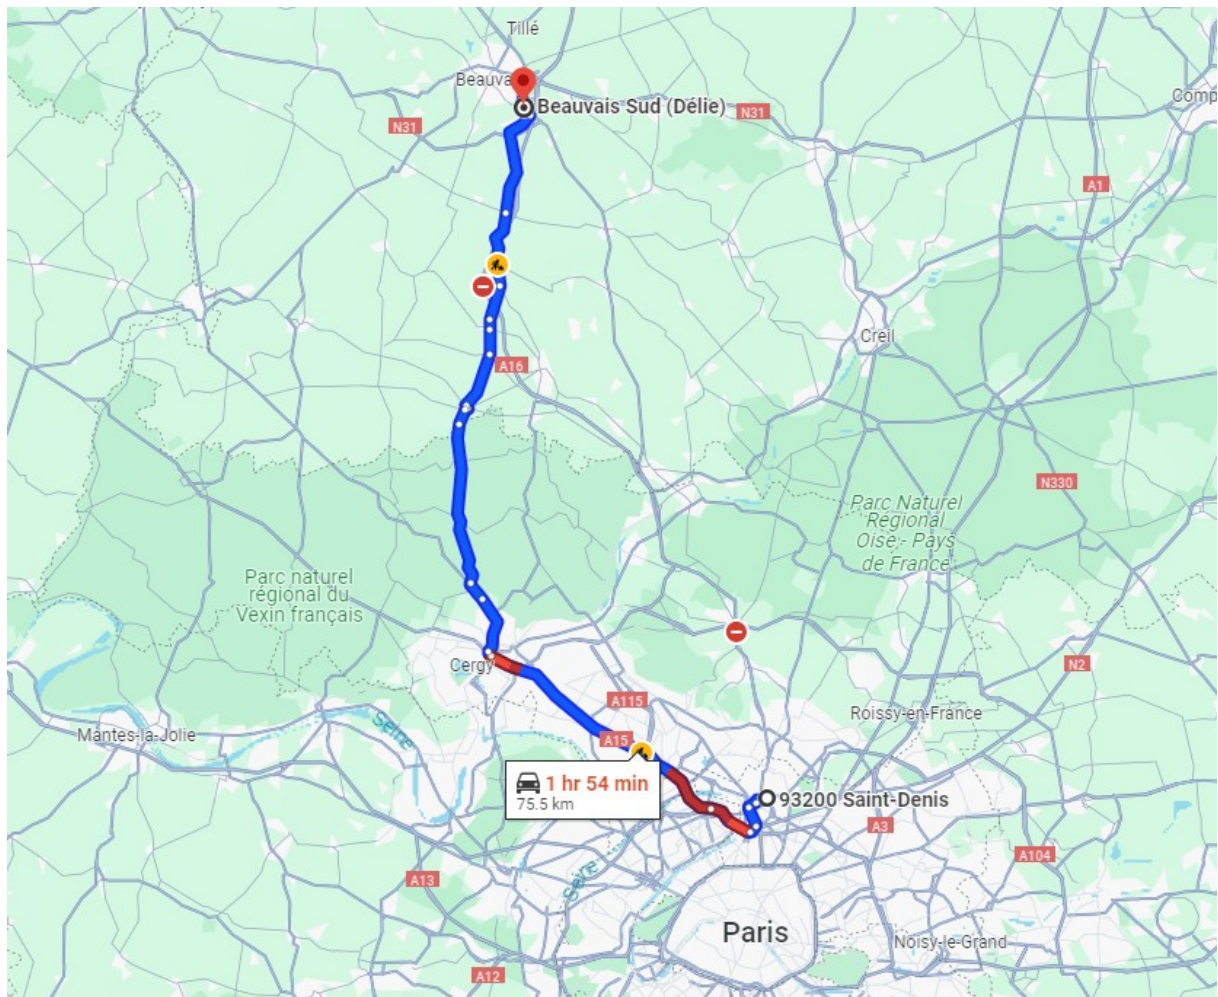 Tillé
Beauva
Beauvais Sud (Délie)
N31
N31
Comp
A1
Creil
A16
N330
Parc Naturel
Régional
Oise - Pays
de France
Parc naturel
régional du
Vexin français
Cergy
N2
A115
Roissy-en-France
Mantes-la-Jolie
Seine
A15
1 hr 54 min
75.5 km
93200 Saint-Denis
A3
A104
A13
Seine
Paris
Noisy-le-Grand
A12